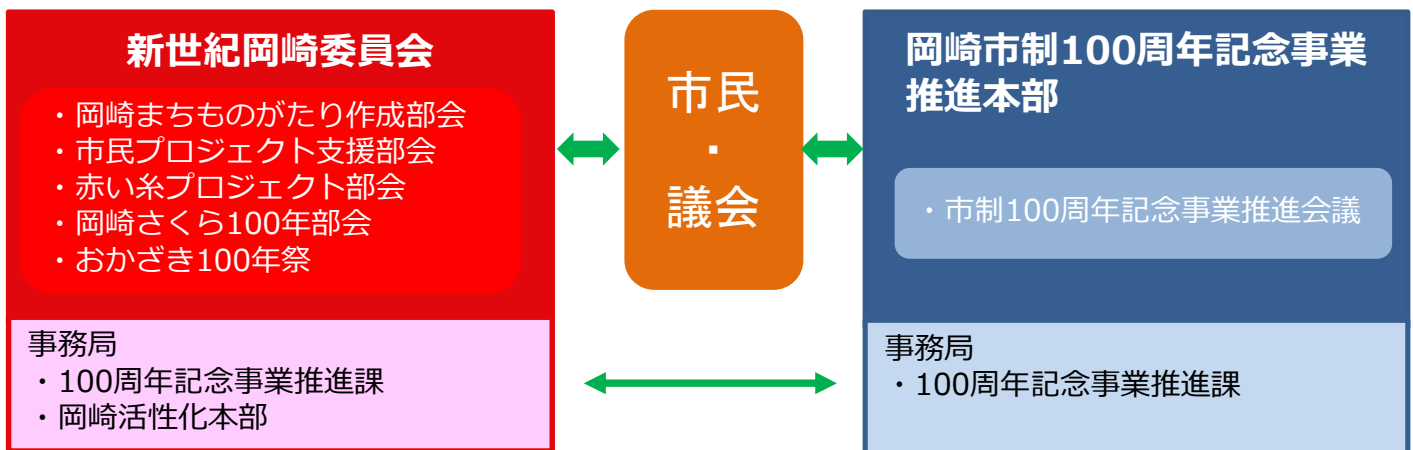 新世紀岡崎委員会
・岡崎まちものがたり作成部会
・市民プロジェクト支援部会
・赤い糸プロジェクト部会
・岡崎さくら100年部会
・おかざき100年祭
事務局
・100周年記念事業推進課
・岡崎活性化本部
市民
・
議会
岡崎市制100周年記念事業
推進本部
・市制100周年記念事業推進会議
事務局
・100周年記念事業推進課